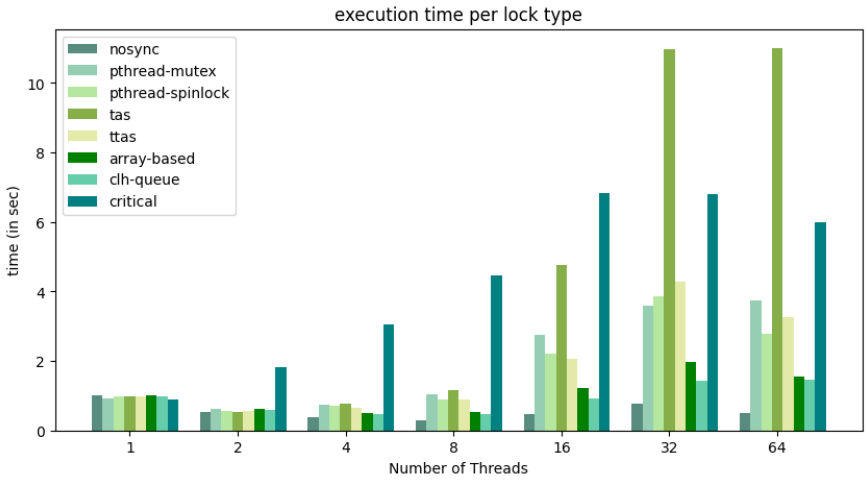 execution time per lock type
nosync
pthread-mutex
pthread-spinlock
tas
ttas
array-based
clh-queue
critical
10
8
6
4
2
0
time (in sec)
1 2 4 8 16 32 64
Number of Threads